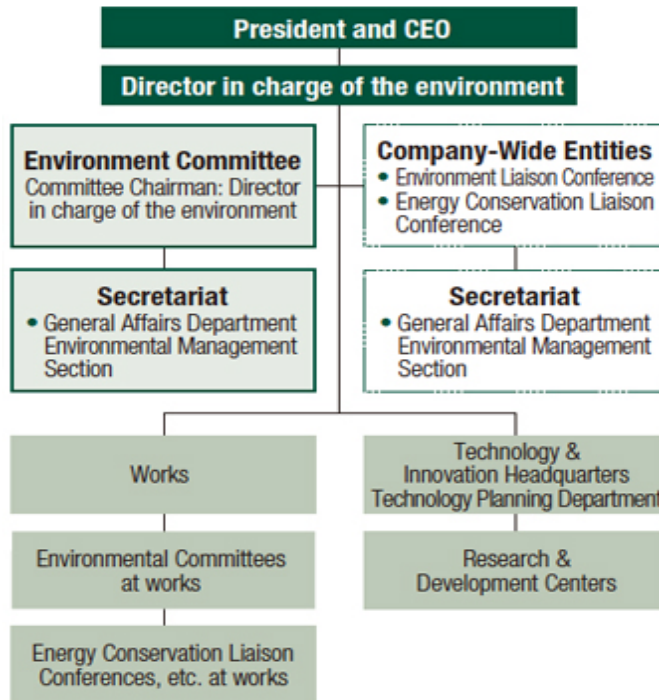 President and CEO
Director in charge of the environment
Environment Committee
Committee Chairman: Director
in charge of the environment
Company-Wide Entities
• Environment Liaison Conference
• Energy Conservation Liaison
Conference
Secretariat
• General Affairs Department
Environmental Management
Section
Secretariat
• General Affairs Department
Environmental Management
Section
Works
Technology &
Innovation Headquarters
Technology Planning Department
Environmental Committees
at works
Research &
Development Centers
Energy Conservation Liaison
Conferences, etc. at works